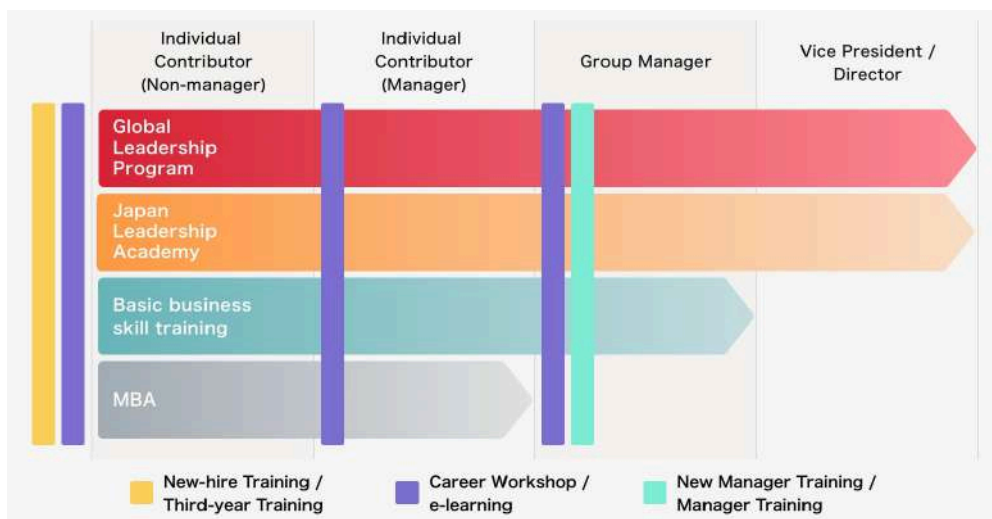 Individual
Contributor
(Non-manager)
Individual
Contributor
(Manager)
Group Manager
Vice President /
Director
Global
Leadership
Program
Japan
Leadership
Academy
Basic business
skill training
MBA
New-hire Training /
Third-year Training
Career Workshop /
e-learning
New Manager Training /
Manager Training